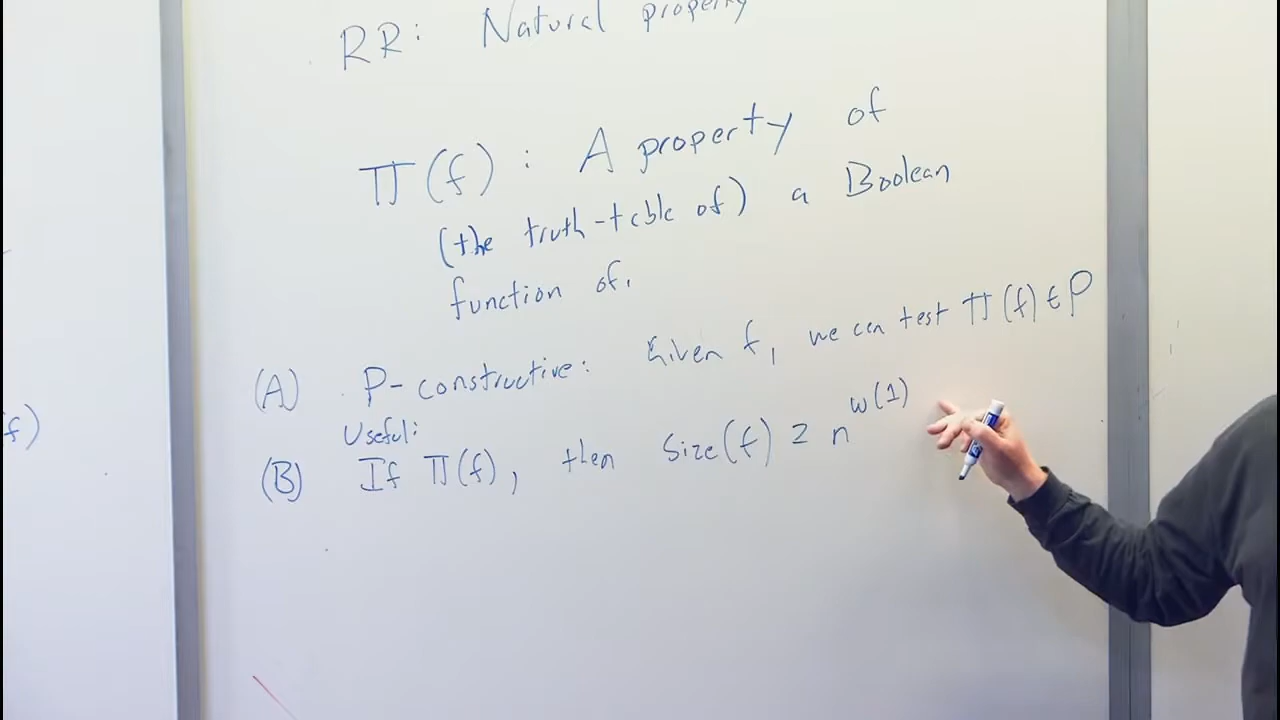 RR: Natural property
Π(f) : A property of
(the truth-table of) a Boolean
function of.
(A) P-constructive: Given f, we can test Π(f) ∈ P
Useful:
(B) If Π(f), then Size(f) ≥ n^ω(1)
f)